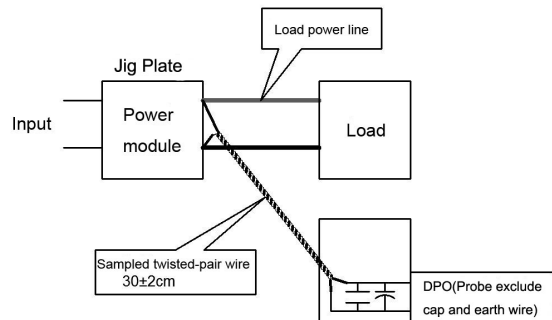 Load power line
Jig Plate
Input
Power
module
Load
Sampled twisted-pair wire
30±2cm
DPO(Probe exclude
cap and earth wire)